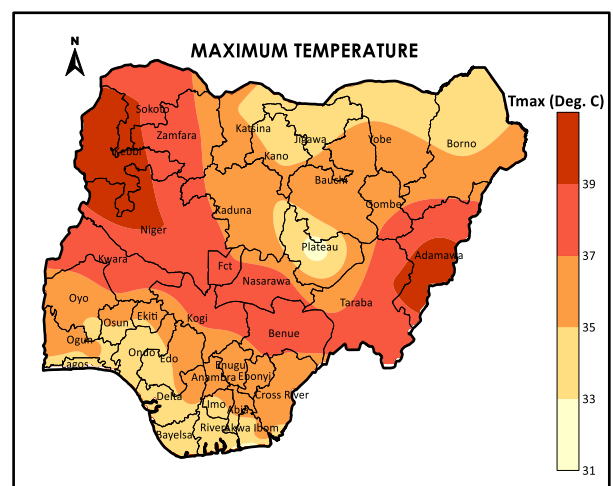 N
MAXIMUM TEMPERATURE
Tmax (Deg. C)
Sokoto
Zamfara
Katsina
Jigawa
Yobe
Borno
Kebbi
Kano
Bauchi
Gombe
Kaduna
Niger
Plateau
Adamawa
Kwara
Fct
Nasarawa
Taraba
Oyo
Osun
Ekiti
Kogi
Benue
Ogun
Lagos
Ondo
Edo
Enugu
Anambra
Ebonyi
Delta
Imo
Abia
Cross River
Bayelsa
Rivers
Akwa Ibom
39
37
35
33
31